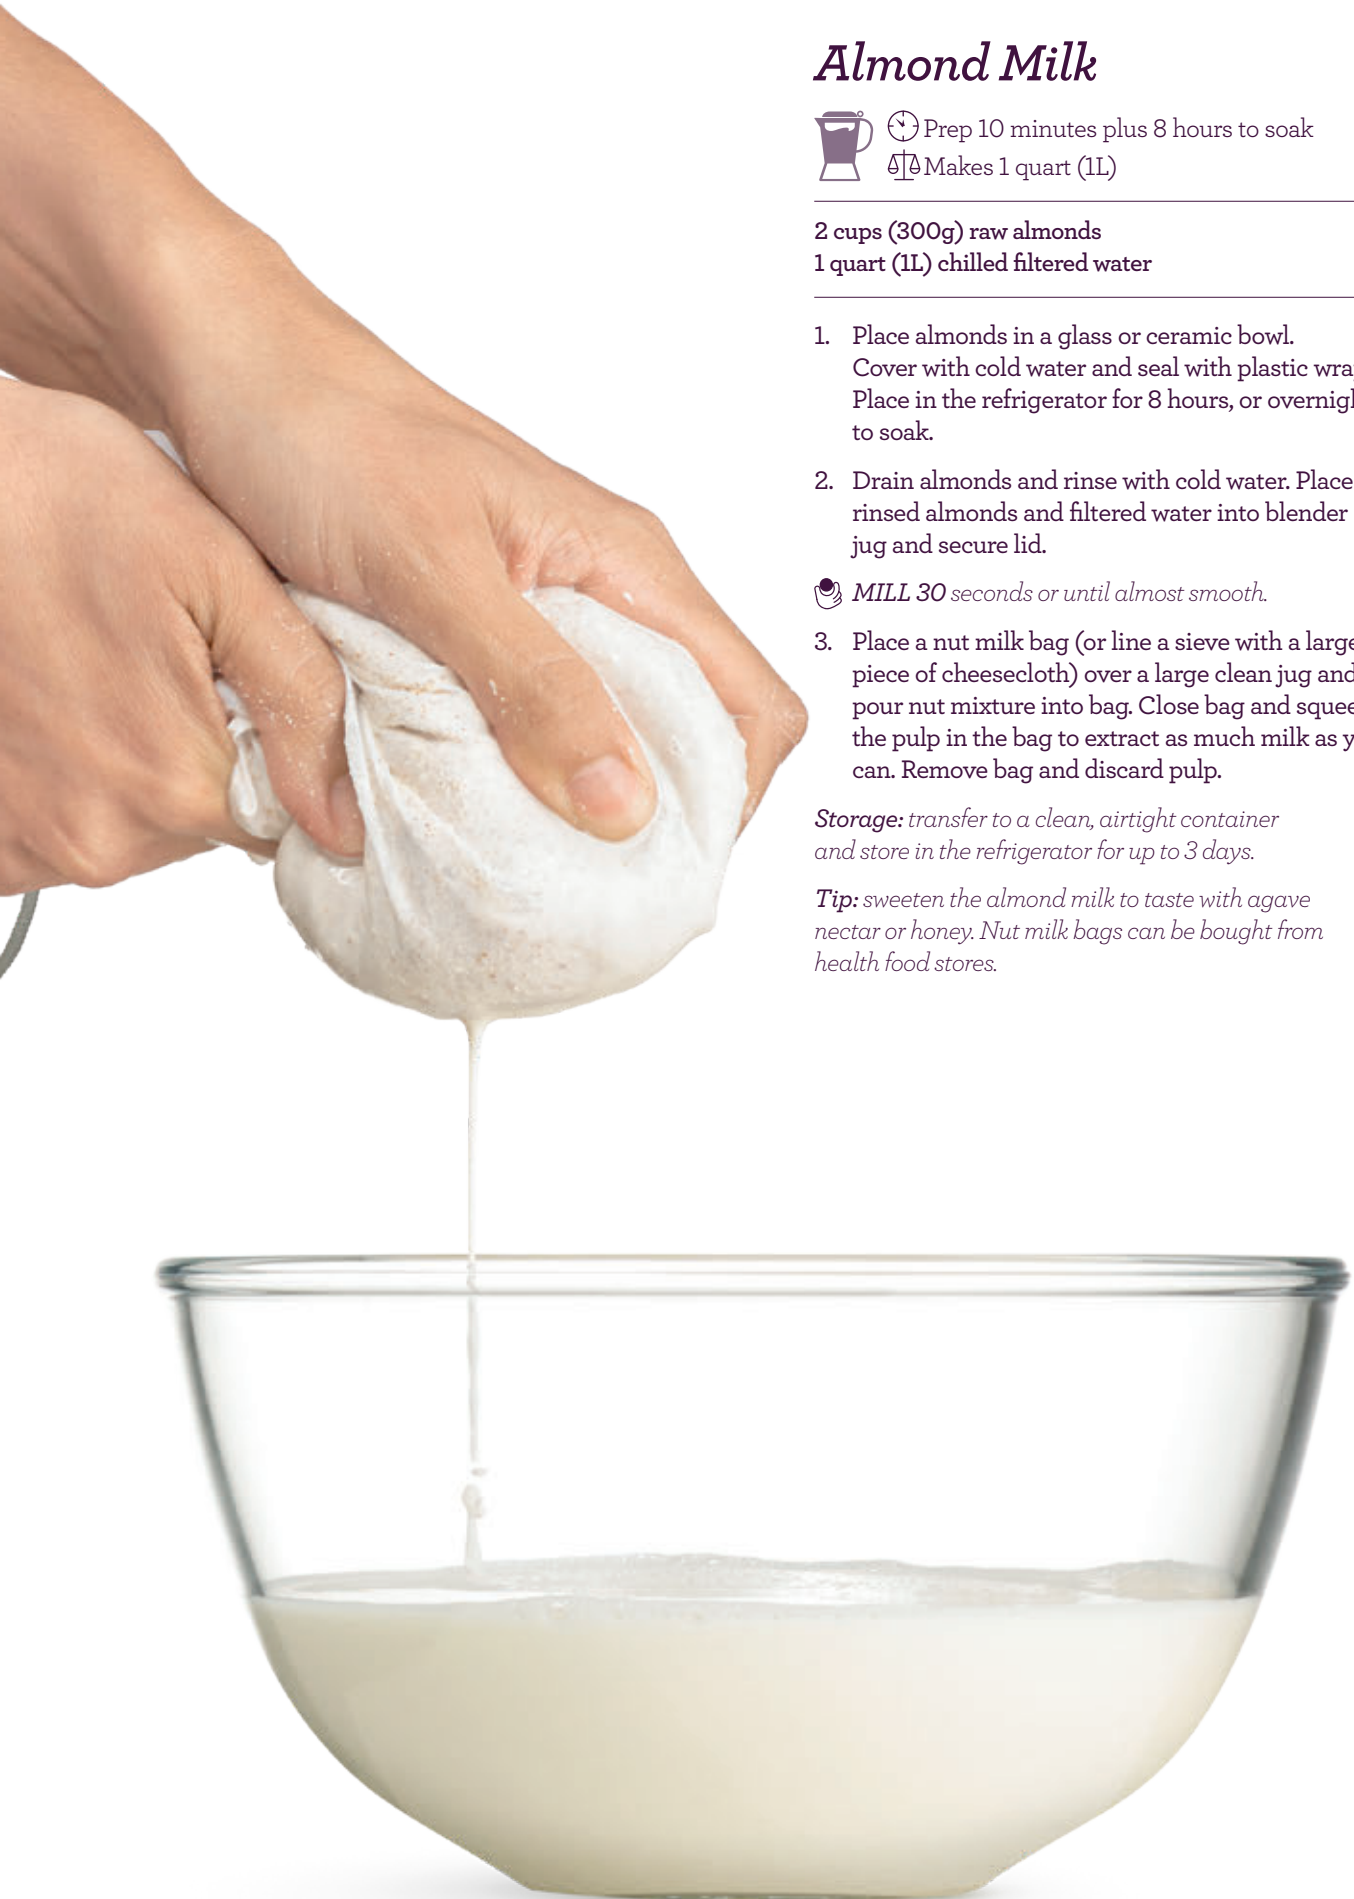 Almond Milk
Prep 10 minutes plus 8 hours to soak
Makes 1 quart (1L)
2 cups (300g) raw almonds
1 quart (1L) chilled filtered water
1. Place almonds in a glass or ceramic bowl.
Cover with cold water and seal with plastic
Place in the refrigerator for 8 hours, or
to soak.
2. Drain almonds and rinse with cold water. Place
rinsed almonds and filtered water into blender
jug and secure lid.
MILL 30 seconds or until almost smooth.
3. Place a nut milk bag (or line a sieve with a large
piece of cheesecloth) over a large clean jug and
pour nut mixture into bag. Close bag and
the pulp in the bag to extract as much milk as
can. Remove bag and discard pulp.
Storage: transfer to a clean, airtight container
and store in the refrigerator for up to 3 days.
Tip: sweeten the almond milk to taste with agave
nectar or honey. Nut milk bags can be bought from
health food stores.